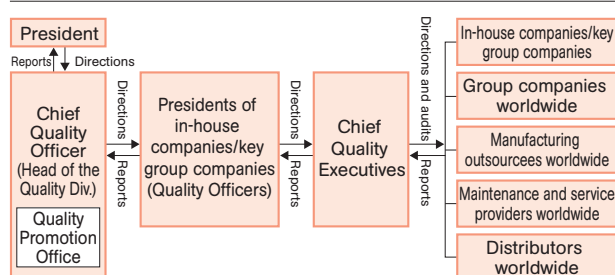 President
Reports
Directions
Chief
Quality
Officer
(Head of the
Quality Div.)
Quality
Promotion
Office
Directions
Reports
Presidents of
in-house
companies/key
group companies
(Quality Officers)
Directions
Reports
Chief
Quality
Executives
Directions and audits
Reports
In-house companies/key
group companies
Group companies
worldwide
Manufacturing
outsourcees worldwide
Maintenance and service
providers worldwide
Distributors
worldwide